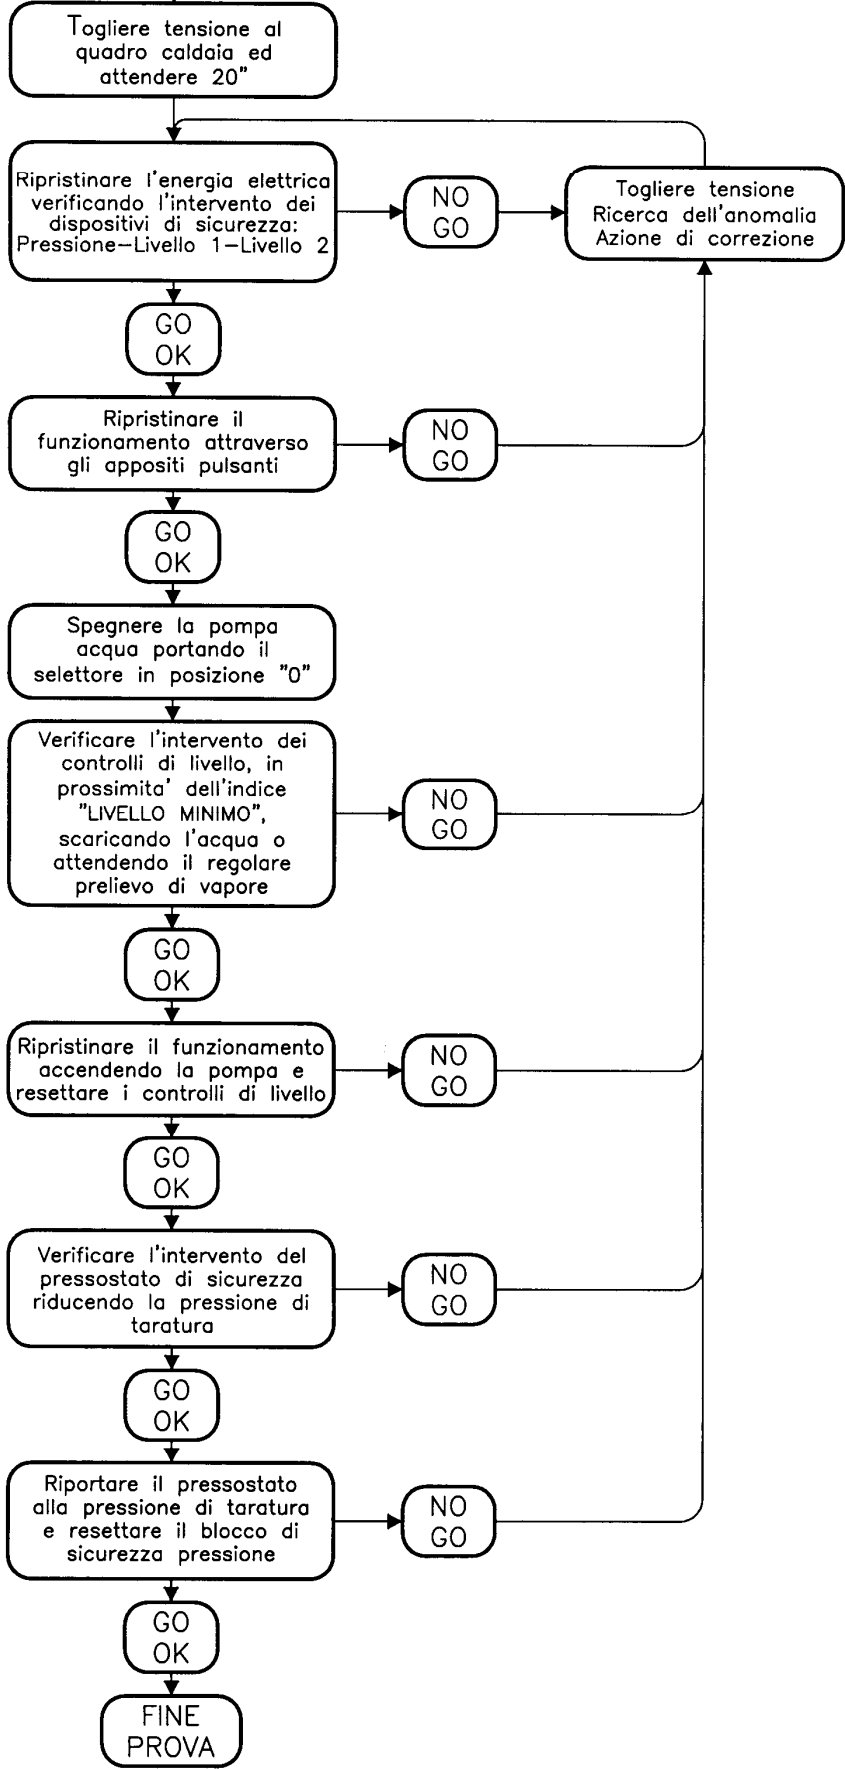 Togliere tensione al
quadro caldaia ed
attendere 20"
Ripristinare l'energia elettrica
verificando l'intervento dei
dispositivi di sicurezza:
Pressione-Livello 1-Livello 2
NO
GO
Togliere tensione
Ricerca dell'anomalia
Azione di correzione
GO
OK
Ripristinare il
funzionamento attraverso
gli appositi pulsanti
NO
GO
GO
OK
Spegnere la pompa
acqua portando il
selettore in posizione "0"
Verificare l'intervento dei
controlli di livello, in
prossimita' dell'indice
"LIVELLO MINIMO",
scaricando l'acqua o
attendendo il regolare
prelievo di vapore
NO
GO
GO
OK
Ripristinare il funzionamento
accendendo la pompa e
resettare i controlli di livello
NO
GO
GO
OK
Verificare l'intervento del
pressostato di sicurezza
riducendo la pressione di
taratura
NO
GO
GO
OK
Riportare il pressostato
alla pressione di taratura
e resettare il blocco di
sicurezza pressione
NO
GO
GO
OK
FINE
PROVA